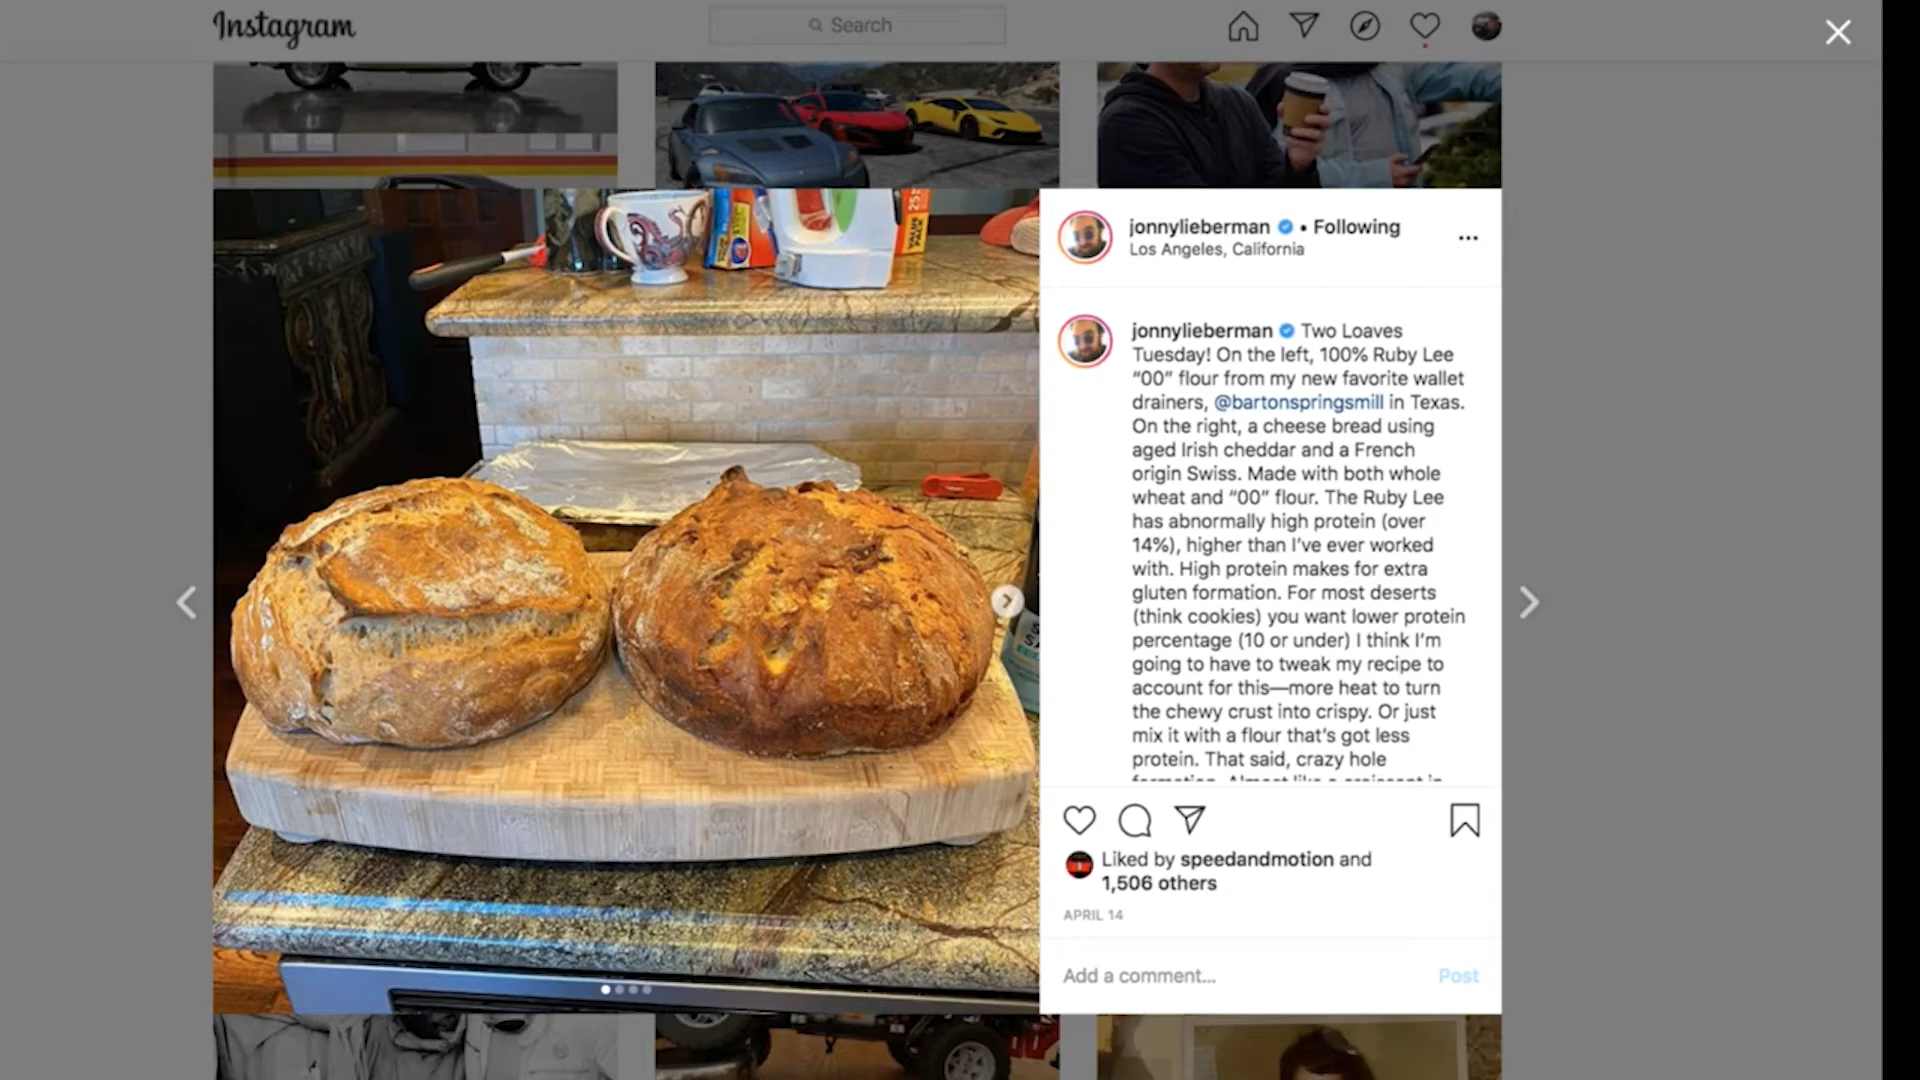 Instagram
Search
jonnylieberman • Following
Los Angeles, California
jonnylieberman Two Loaves
Tuesday! On the left, 100% Ruby Lee
“00” flour from my new favorite wallet
drainers, @bartonspringsmill in Texas.
On the right, a cheese bread using
aged Irish cheddar and a French
origin Swiss. Made with both whole
wheat and “00” flour. The Ruby Lee
has abnormally high protein (over
14%), higher than I’ve ever worked
with. High protein makes for extra
gluten formation. For most deserts
(think cookies) you want lower protein
percentage (10 or under) I think I’m
going to have to tweak my recipe to
account for this—more heat to turn
the chewy crust into crispy. Or just
mix it with a flour that’s got less
protein. That said, crazy hole
Liked by speedandmotion and
1,506 others
APRIL 14
Add a comment...
Post